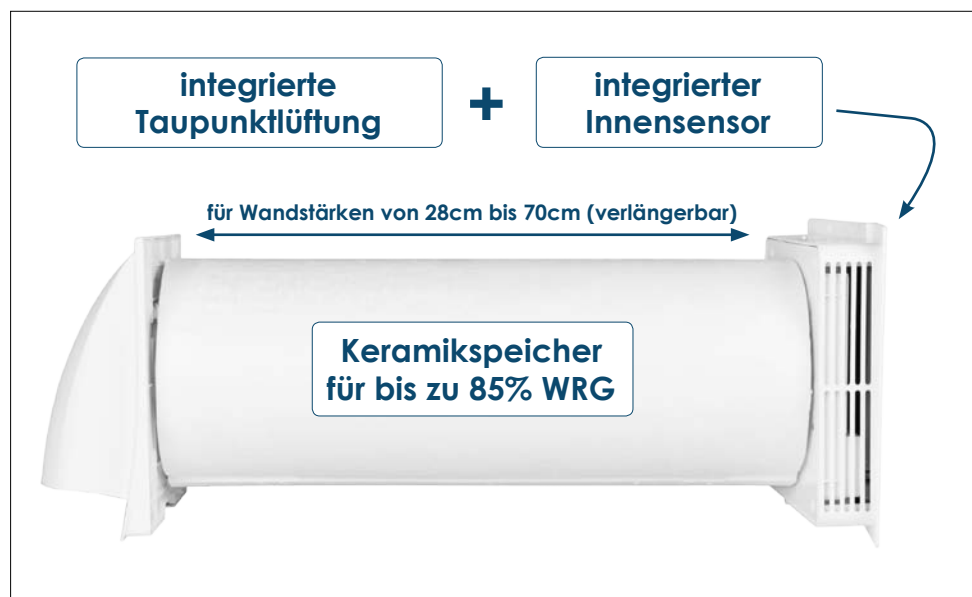 integrierte
Taupunktlüftung
+
integrierter
Innensensor
für Wandstärken von 28cm bis 70cm (verlängerbar)
Keramikspeicher
für bis zu 85% WRG